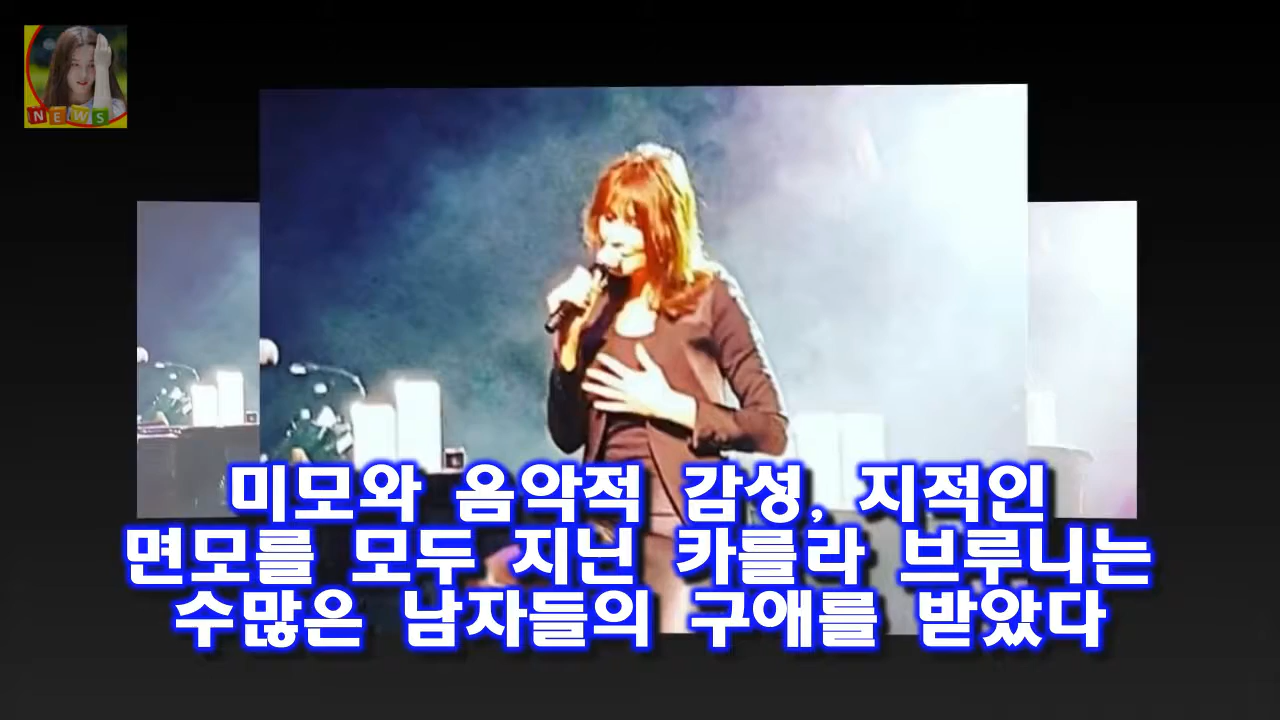 NEWS
미모와 음악적 감성, 지적인
면모를 모두 지닌 카를라 브루니는
수많은 남자들의 구애를 받았다